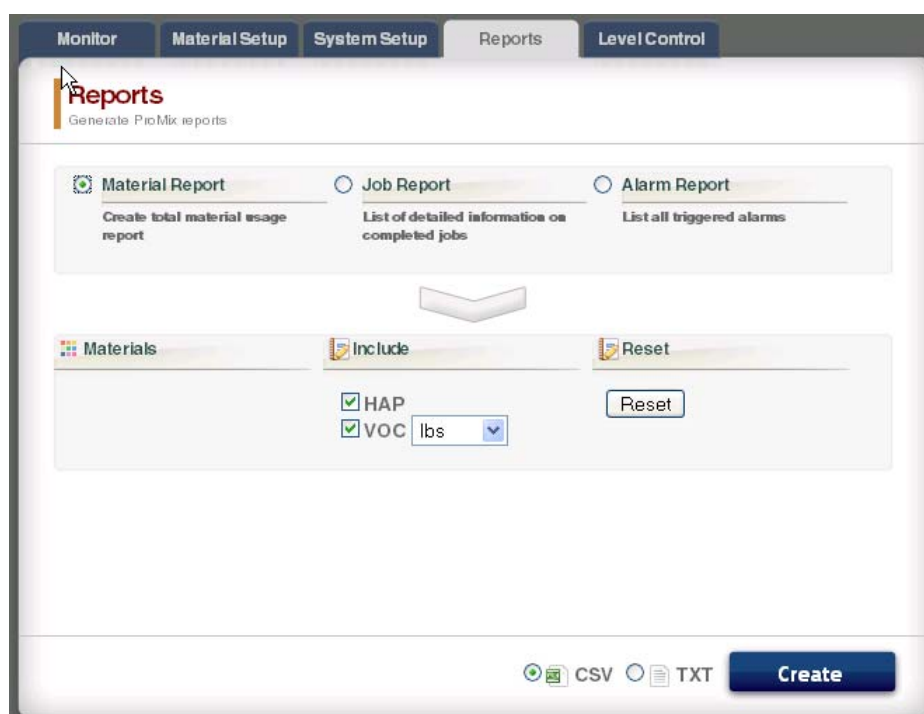 Monitor Material Setup System Setup Reports Level Control
Reports
Generate ProMix reports
Material Report
Create total material usage
report
Job Report
List of detailed information on
completed jobs
Alarm Report
List all triggered alarms
Materials
Include
HAP
VOC lbs
Reset
Reset
CSV TXT Create